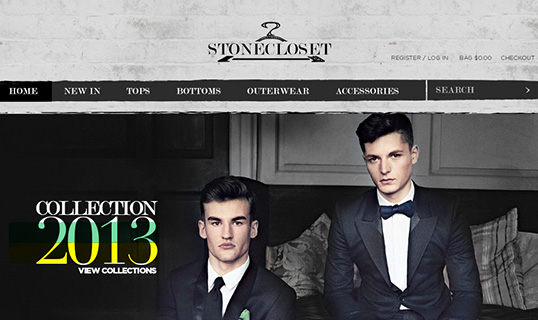 STONECLOSET
REGISTER / LOG IN BAG $0.00 CHECKOUT
HOME NEW IN TOPS BOTTOMS OUTERWEAR ACCESSORIES SEARCH >
COLLECTION
2013
VIEW COLLECTIONS